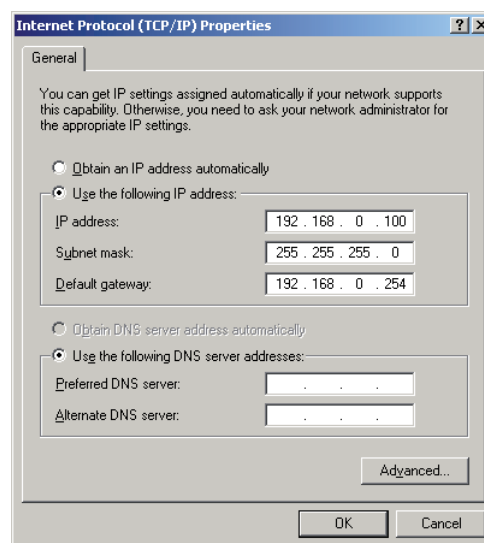 Internet Protocol (TCP/IP) Properties
General
You can get IP settings assigned automatically if your network supports
this capability. Otherwise, you need to ask your network administrator for
the appropriate IP settings.
Obtain an IP address automatically
Use the following IP address:
IP address: 192 . 168 . 0 . 100
Subnet mask: 255 . 255 . 255 . 0
Default gateway: 192 . 168 . 0 . 254
Obtain DNS server address automatically
Use the following DNS server addresses:
Preferred DNS server: . . .
Alternate DNS server: . . .
Advanced...
OK Cancel